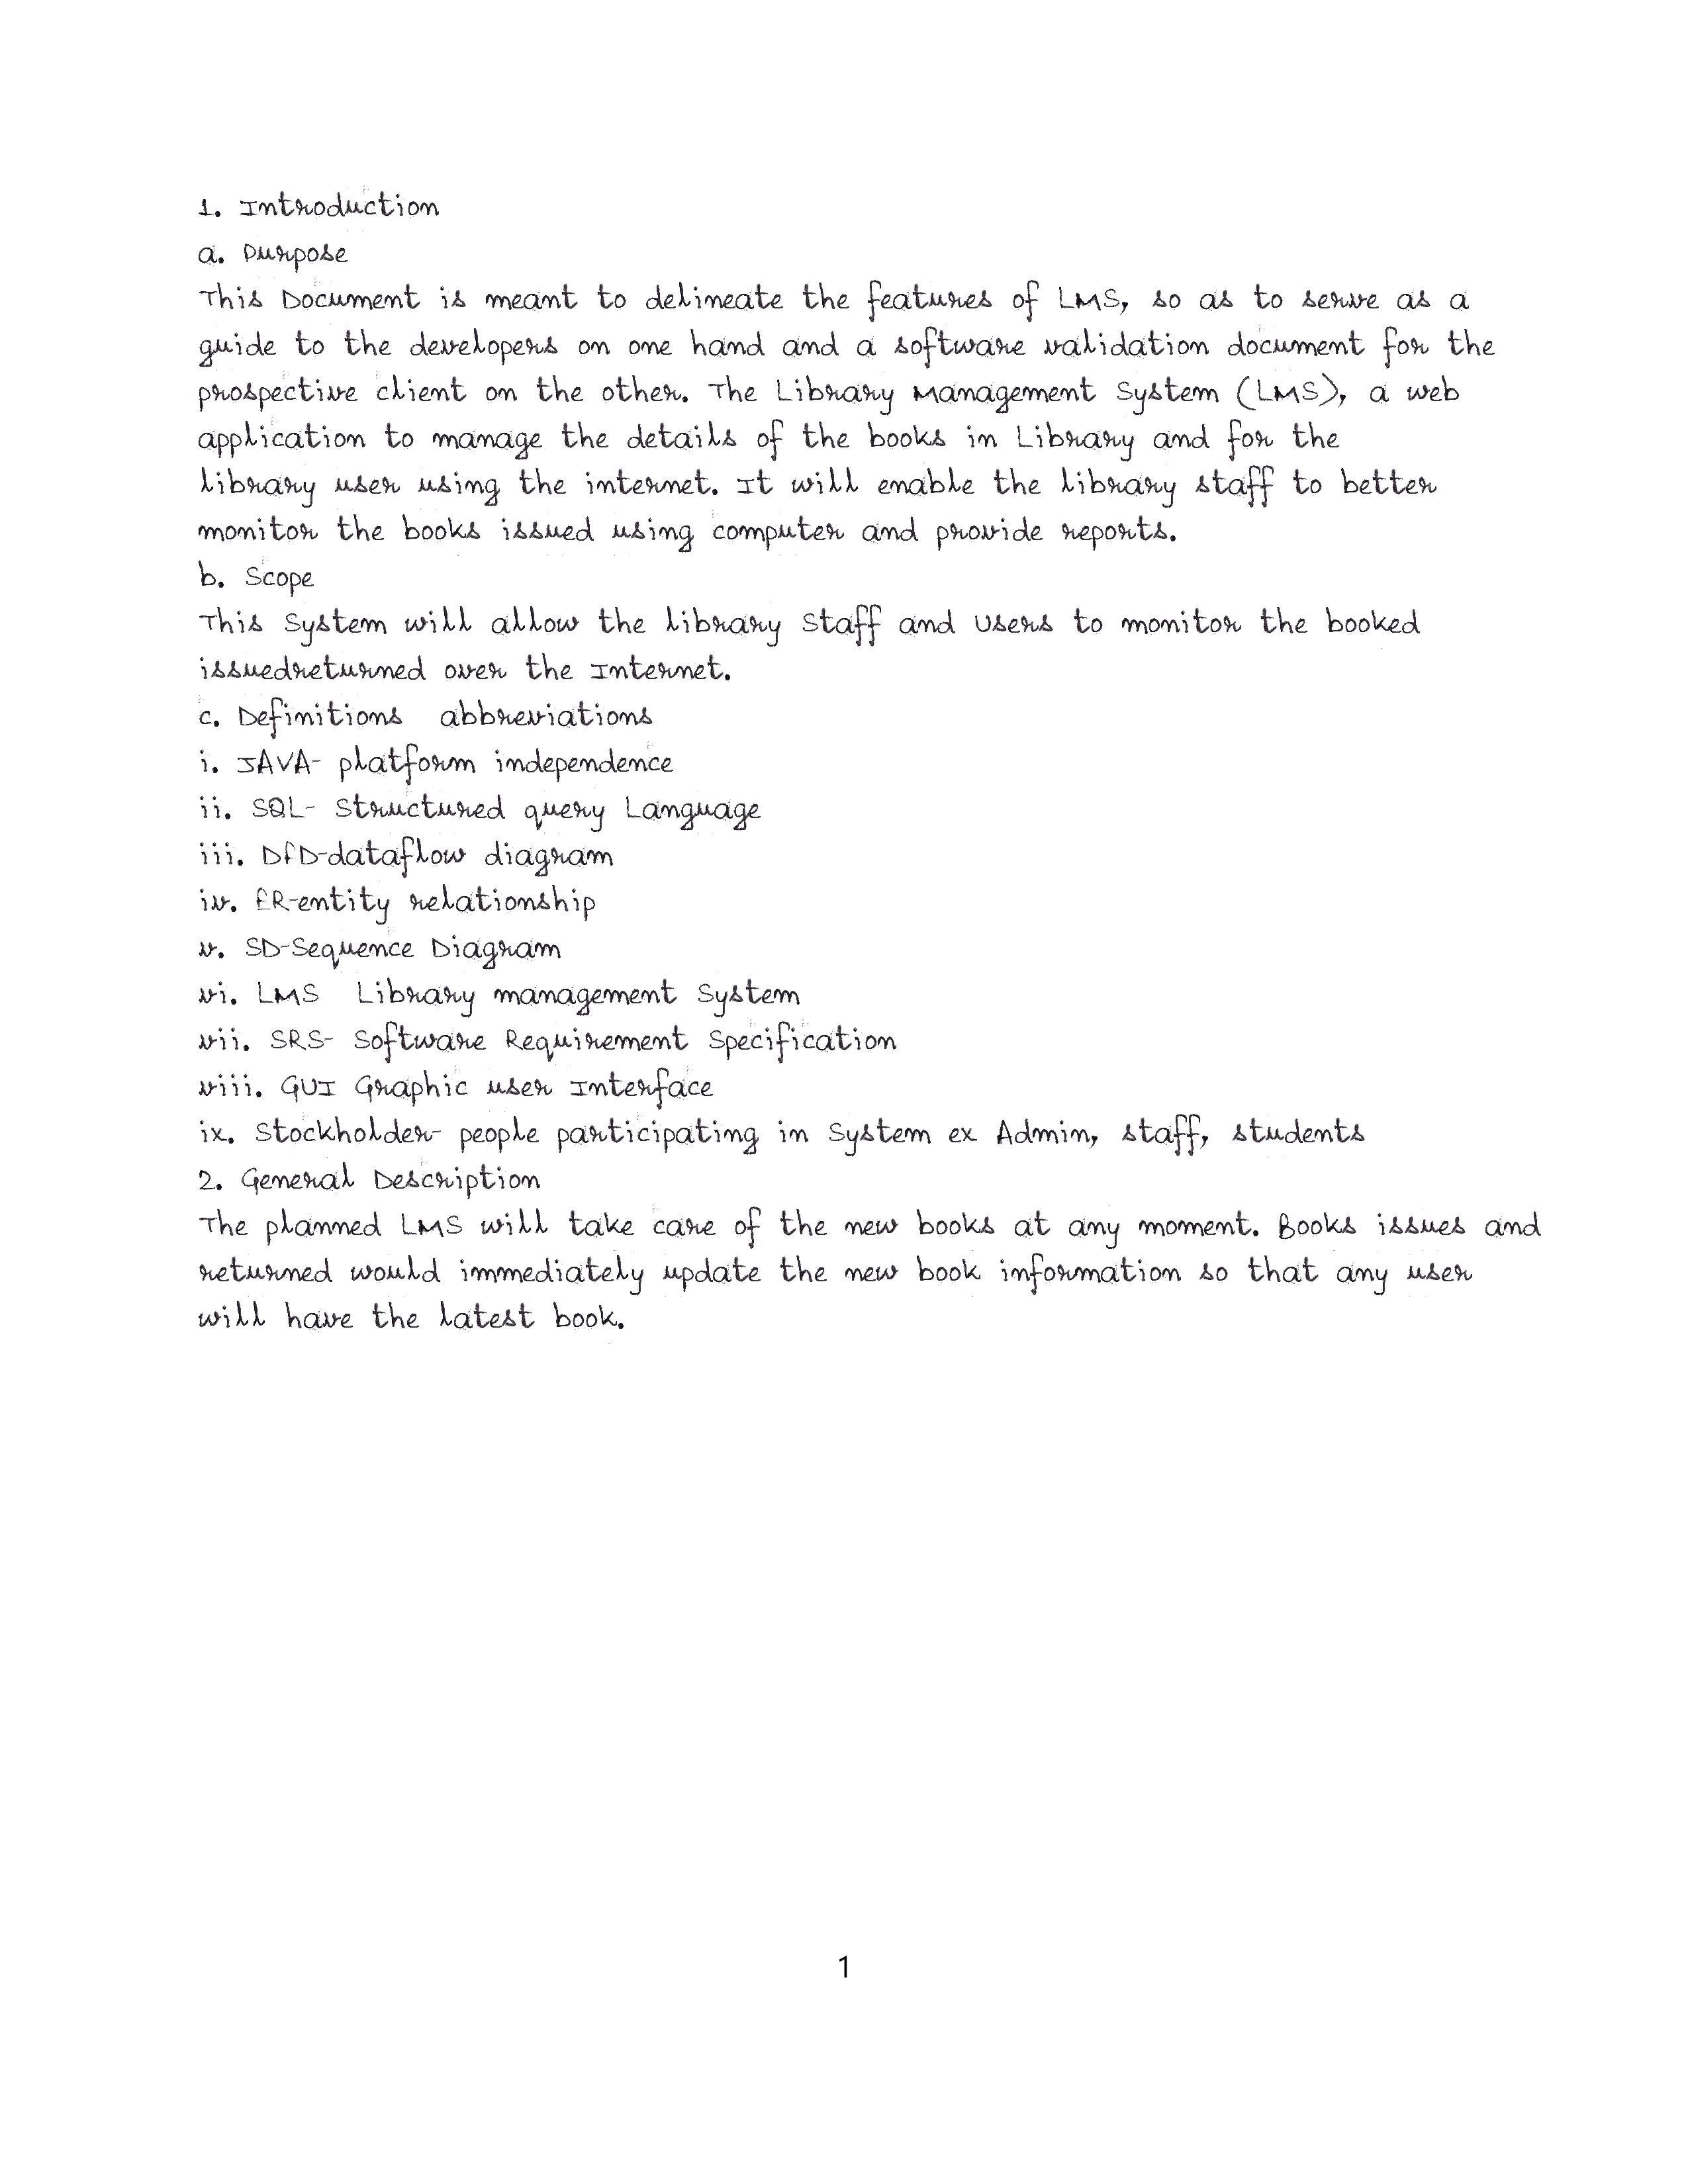 1. Introduction
a. Purpose
This Document is meant to delineate the features of LMS, so as to serve as a
guide to the developers on one hand and a software validation document for the
prospective client on the other. The Library Management System (LMS), a web
application to manage the details of the books in Library and for the
library user using the internet. It will enable the library staff to better
monitor the books issued using computer and provide reports.
b. Scope
This System will allow the library Staff and Users to monitor the booked
issuedreturned over the Internet.
c. Definitions abbreviations
i. JAVA- platform independence
ii. SQL- Structured query Language
iii. DFD-dataflow diagram
iv. ER-entity relationship
v. SD-Sequence Diagram
vi. LMS Library management System
vii. SRS- Software Requirement Specification
viii. GUI Graphic user Interface
ix. Stockholder- people participating in System ex Admin, staff, students
2. General Description
The planned LMS will take care of the new books at any moment. Books issues and
returned would immediately update the new book information so that any user
will have the latest book.
1